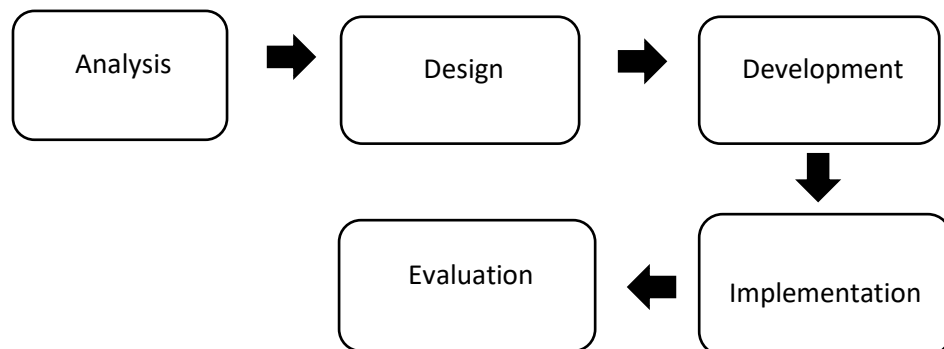 Analysis
Design
Development
Implementation
Evaluation